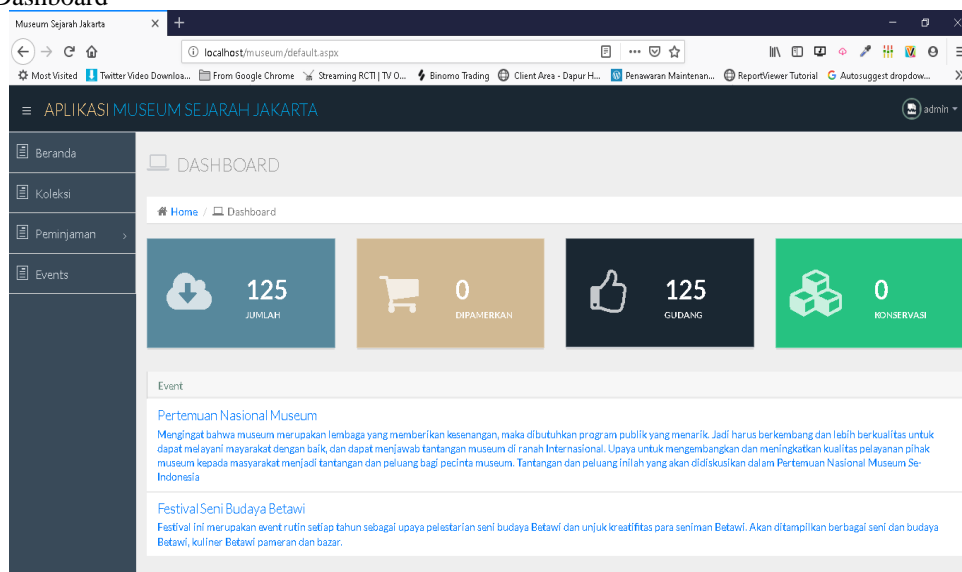 Dashboard
Museum Sejarah Jakarta
localhost/museum/default.aspx
Most Visited Twitter Video Downloa... From Google Chrome Streaming RCTI | TV O... Binomo Trading Client Area - Dapur H... Penawaran Maintenan... ReportViewer Tutorial Autosuggest dropdow...
APLIKASI MUSEUM SEJARAH JAKARTA
admin
Beranda
Koleksi
Peminjaman
Events
DASHBOARD
Home / Dashboard
125
JUMLAH
0
DIPAMERKAN
125
GUDANG
0
KONSERVASI
Event
Pertemuan Nasional Museum
Mengingat bahwa museum merupakan lembaga yang memberikan kesenangan, maka dibutuhkan program publik yang menarik. Jadi harus berkembang dan lebih berkualitas untuk
dapat melayani mayarakat dengan baik, dan dapat menjawab tantangan museum di ranah Internasional. Upaya untuk mengembangkan dan meningkatkan kualitas pelayanan pihak
museum kepada masyarakat menjadi tantangan dan peluang bagi pecinta museum. Tantangan dan peluang inilah yang akan didiskusikan dalam Pertemuan Nasional Museum Se-
Indonesia
Festival Seni Budaya Betawi
Festival ini merupakan event rutin setiap tahun sebagai upaya pelestarian seni budaya Betawi dan unjuk kreatifitas para seniman Betawi. Akan ditampilkan berbagai seni dan budaya
Betawi, kuliner Betawi pameran dan bazar.